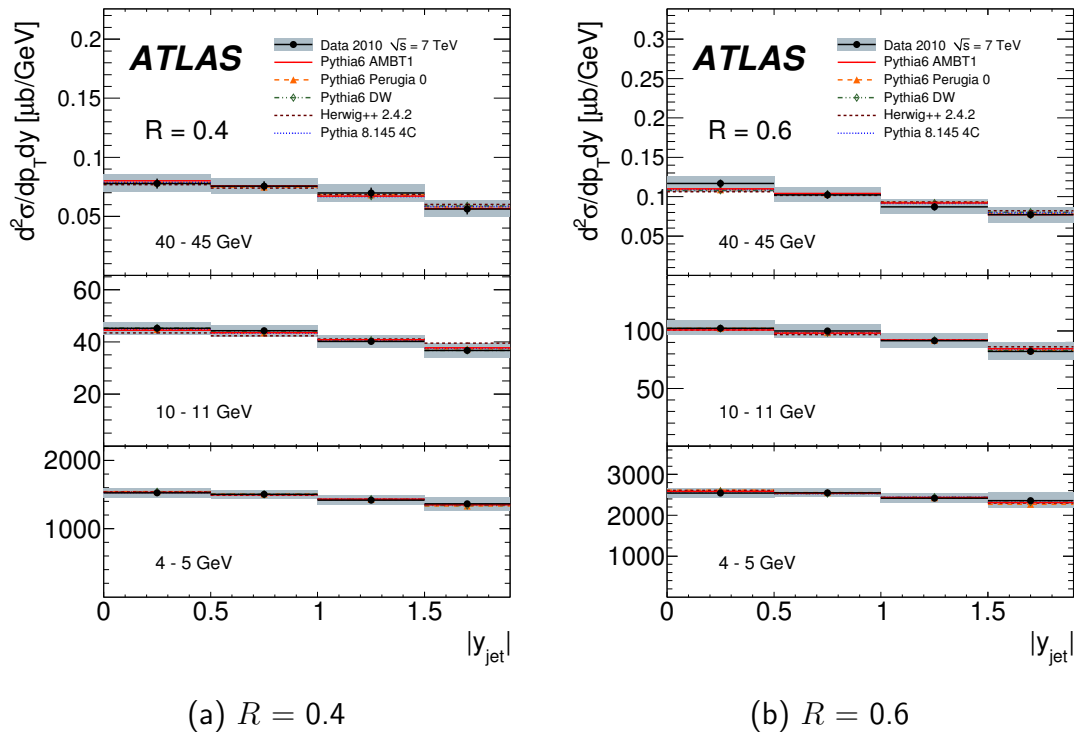 ATLAS
Data 2010 √s = 7 TeV
Pythia6 AMBT1
Pythia6 Perugia 0
Pythia6 DW
Herwig++ 2.4.2
Pythia 8.145 4C
R = 0.4
d²σ/dp_T dy [μb/GeV]
0.2
0.15
0.1
0.05
40 - 45 GeV
60
40
20
10 - 11 GeV
2000
1000
4 - 5 GeV
0 0.5 1 1.5
|y_jet|
(a) R = 0.4
ATLAS
Data 2010 √s = 7 TeV
Pythia6 AMBT1
Pythia6 Perugia 0
Pythia6 DW
Herwig++ 2.4.2
Pythia 8.145 4C
R = 0.6
d²σ/dp_T dy [μb/GeV]
0.3
0.25
0.2
0.15
0.1
0.05
40 - 45 GeV
100
50
10 - 11 GeV
3000
2000
1000
4 - 5 GeV
0 0.5 1 1.5
|y_jet|
(b) R = 0.6